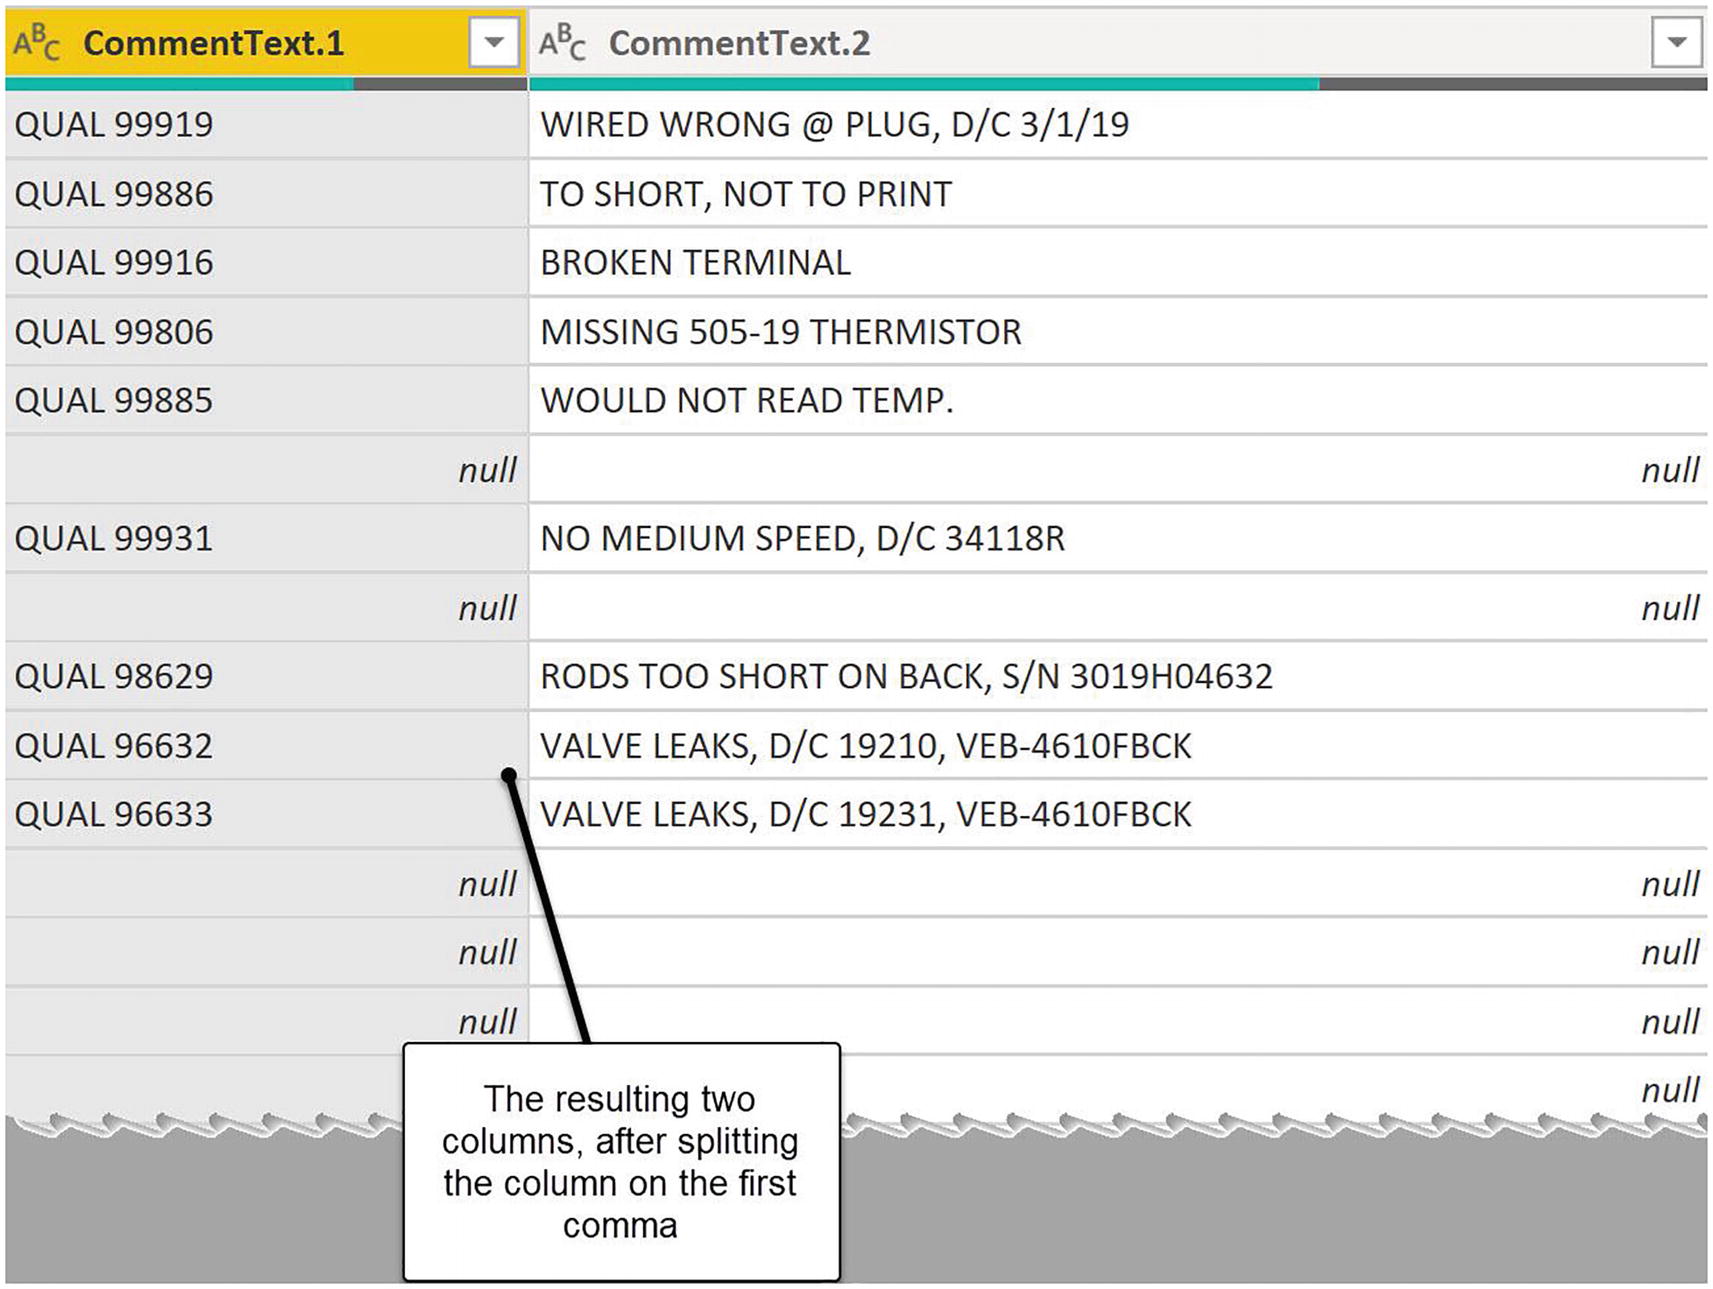 ABC CommentText.1 ABC CommentText.2
QUAL 99919 WIRED WRONG @ PLUG, D/C 3/1/19
QUAL 99886 TO SHORT, NOT TO PRINT
QUAL 99916 BROKEN TERMINAL
QUAL 99806 MISSING 505-19 THERMISTOR
QUAL 99885 WOULD NOT READ TEMP.
null null
QUAL 99931 NO MEDIUM SPEED, D/C 34118R
null null
QUAL 98629 RODS TOO SHORT ON BACK, S/N 3019H04632
QUAL 96632 VALVE LEAKS, D/C 19210, VEB-4610FBCK
QUAL 96633 VALVE LEAKS, D/C 19231, VEB-4610FBCK
null null
null null
null null
null
The resulting two
columns, after splitting
the column on the first
comma